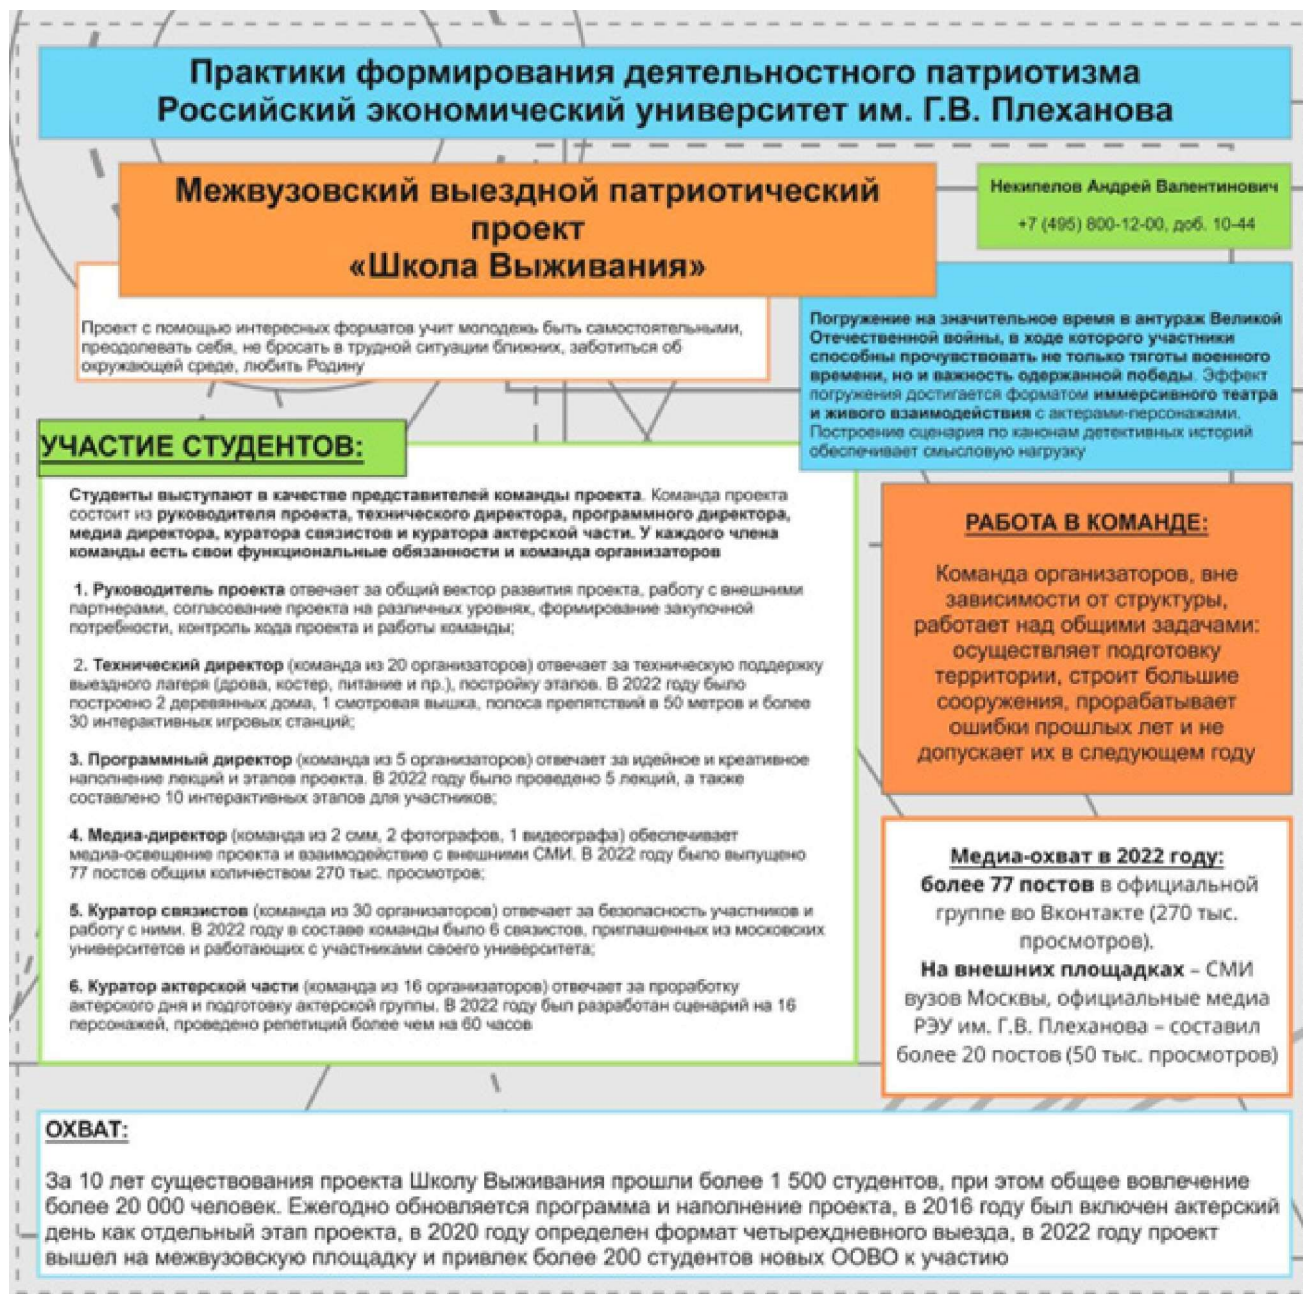 Практики формирования деятельностного патриотизма
Российский экономический университет им. Г.В. Плеханова
Межвузовский выездной патриотический
проект
«Школа Выживания»
Некипелов Андрей Валентинович
+7 (495) 800-12-00, доб. 10-44
Проект с помощью интересных форматов учит молодежь быть самостоятельными,
преодолевать себя, не бросать в трудной ситуации ближних, заботиться об
окружающей среде, любить Родину
Погружение на значительное время в антураж Великой
Отечественной войны, в ходе которого участники
способны прочувствовать не только тяготы военного
времени, но и важность одержанной победы. Эффект
погружения достигается форматом иммерсивного театра
и живого взаимодействия с актерами-персонажами.
Построение сценария по канонам детективных историй
обеспечивает смысловую нагрузку
УЧАСТИЕ СТУДЕНТОВ:
Студенты выступают в качестве представителей команды проекта. Команда проекта
состоит из руководителя проекта, технического директора, программного директора,
медиа директора, куратора связистов и куратора актерской части. У каждого члена
команды есть свои функциональные обязанности и команда организаторов
1. Руководитель проекта отвечает за общий вектор развития проекта, работу с внешними
партнерами, согласование проекта на различных уровнях, формирование закупочной
потребности, контроль хода проекта и работы команды;
2. Технический директор (команда из 20 организаторов) отвечает за техническую поддержку
выездного лагеря (дрова, костер, питание и пр.), постройку этапов. В 2022 году было
построено 2 деревянных дома, 1 смотровая вышка, полоса препятствий в 50 метров и более
30 интерактивных игровых станций;
3. Программный директор (команда из 5 организаторов) отвечает за идейное и креативное
наполнение лекций и этапов проекта. В 2022 году было проведено 5 лекций, а также
составлено 10 интерактивных этапов для участников;
4. Медиа-директор (команда из 2 смм, 2 фотографов, 1 видеографа) обеспечивает
медиа-освещение проекта и взаимодействие с внешними СМИ. В 2022 году было выпущено
77 постов общим количеством 270 тыс. просмотров;
5. Куратор связистов (команда из 30 организаторов) отвечает за безопасность участников и
работу с ними. В 2022 году в составе команды было 6 связистов, приглашенных из московских
университетов и работающих с участниками своего университета;
6. Куратор актерской части (команда из 16 организаторов) отвечает за проработку
актерского дня и подготовку актерской группы. В 2022 году был разработан сценарий на 16
персонажей, проведено репетиций более чем на 60 часов
РАБОТА В КОМАНДЕ:
Команда организаторов, вне
зависимости от структуры,
работает над общими задачами:
осуществляет подготовку
территории, строит большие
сооружения, прорабатывает
ошибки прошлых лет и не
допускает их в следующем году
Медиа-охват в 2022 году:
более 77 постов в официальной
группе во Вконтакте (270 тыс.
просмотров).
На внешних площадках – СМИ
вузов Москвы, официальные медиа
РЭУ им. Г.В. Плеханова – составил
более 20 постов (50 тыс. просмотров)
ОХВАТ:
За 10 лет существования проекта Школу Выживания прошли более 1 500 студентов, при этом общее вовлечение
более 20 000 человек. Ежегодно обновляется программа и наполнение проекта, в 2016 году был включен актерский
день как отдельный этап проекта, в 2020 году определен формат четырехдневного выезда, в 2022 году проект
вышел на межвузовскую площадку и привлек более 200 студентов новых ООВО к участию